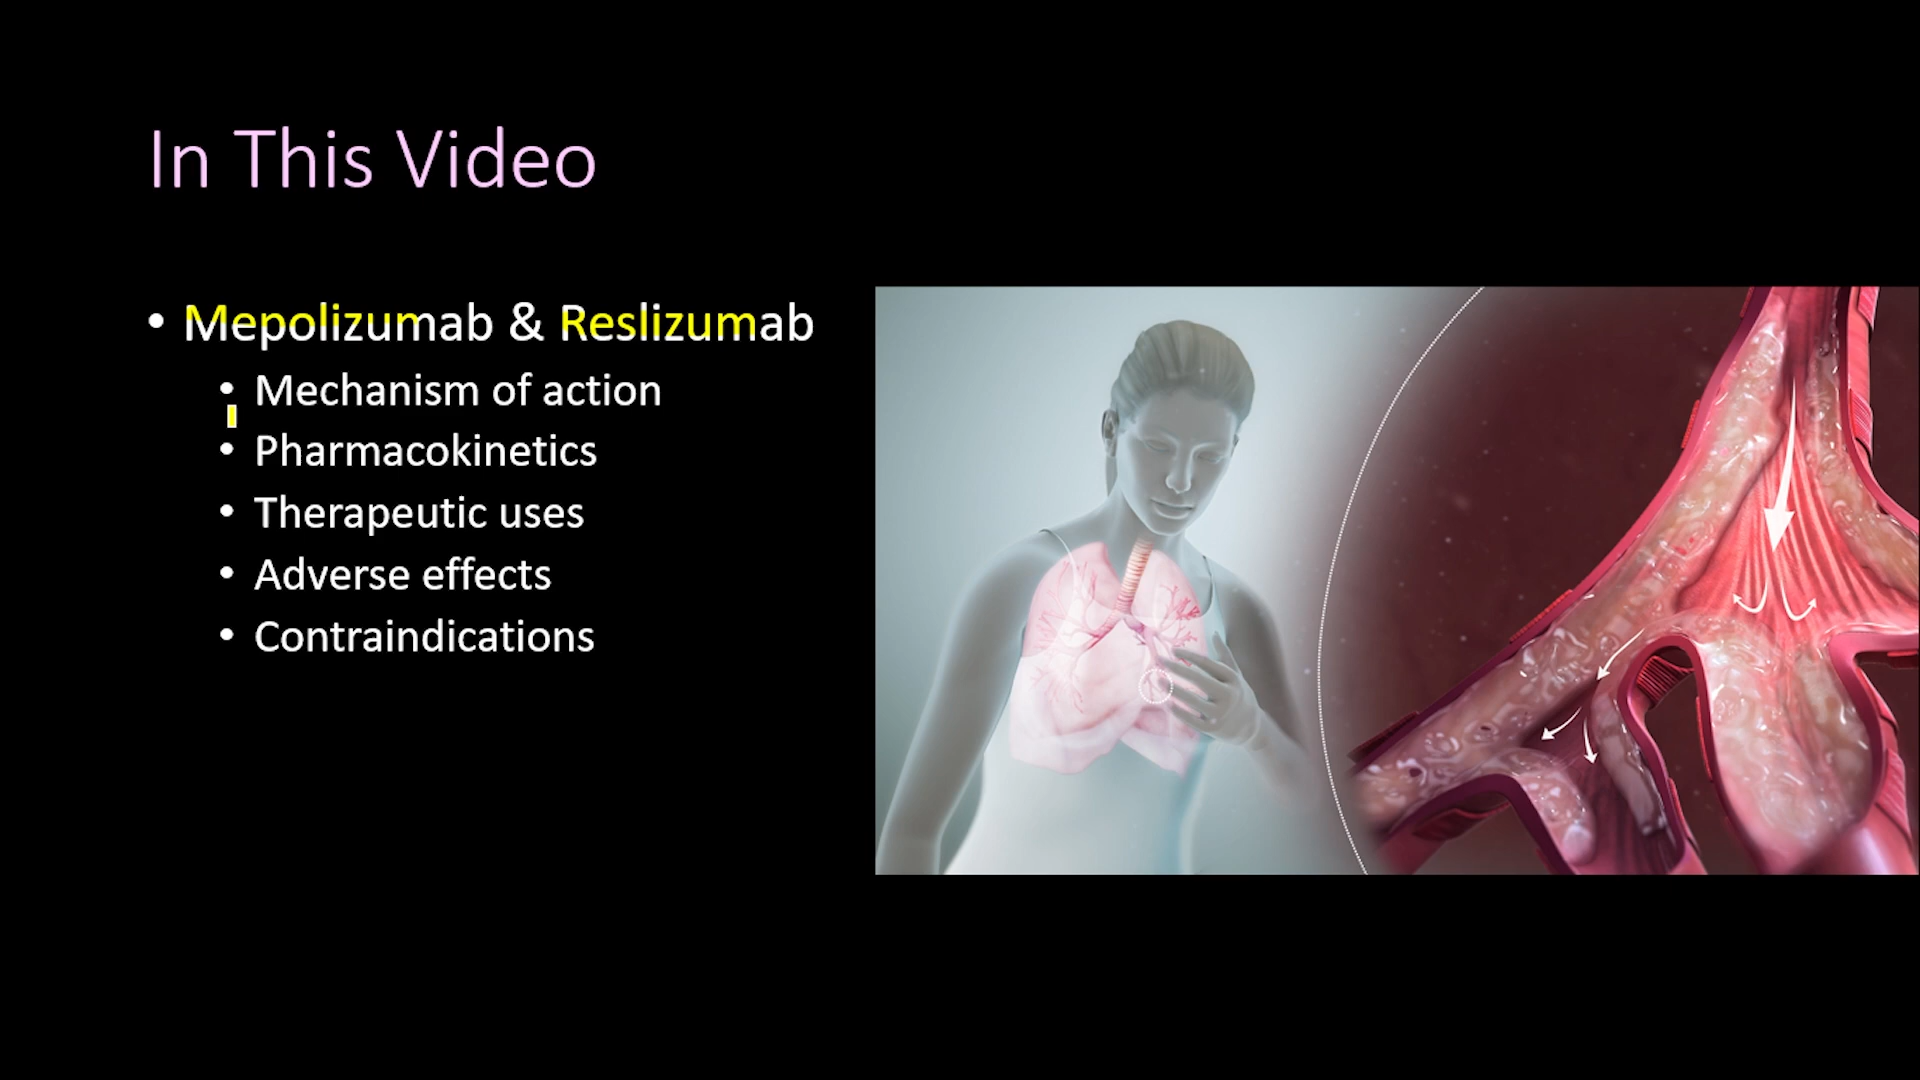 In This Video
• Mepolizumab & Reslizumab
• Mechanism of action
• Pharmacokinetics
• Therapeutic uses
• Adverse effects
• Contraindications